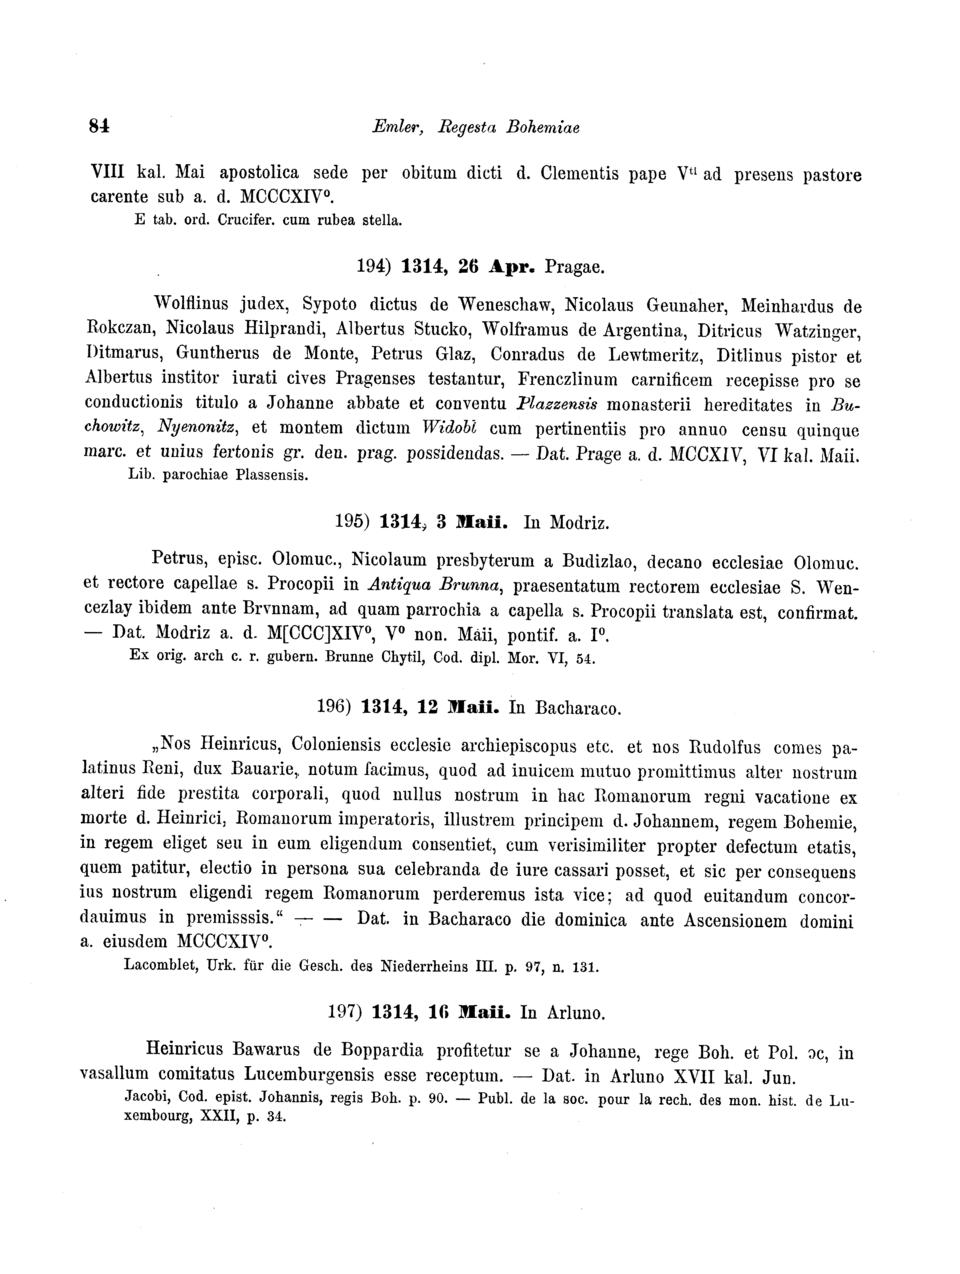 84 Emler, Regesta Bohemiae
VIII kal. Mai apostolica sede per obitum dicti d. Clementis pape Vᵗⁱ ad presens pastore
carente sub a. d. MCCCXIV⁰.
E tab. ord. Crucifer. cum rubea stella.
194) 1314, 26 Apr. Pragae.
Wolflinus judex, Sypoto dictus de Weneschaw, Nicolaus Geunaher, Meinhardus de
Rokczan, Nicolaus Hilprandi, Albertus Stucko, Wolframus de Argentina, Ditricus Watzinger,
Ditmarus, Guntherus de Monte, Petrus Glaz, Conradus de Lewtmeritz, Ditlinus pistor et
Albertus institor iurati cives Pragenses testantur, Frenczlinum carnificem recepisse pro se
conductionis titulo a Johanne abbate et conventu Plazzensis monasterii hereditates in Bu-
chowitz, Nyenonitz, et montem dictum Widobl cum pertinentiis pro annuo censu quinque
marc. et unius fertonis gr. den. prag. possidendas. — Dat. Prage a. d. MCCXIV, VI kal. Maii.
Lib. parochiae Plassensis.
195) 1314, 3 Maii. In Modriz.
Petrus, episc. Olomuc., Nicolaum presbyterum a Budizlao, decano ecclesiae Olomuc.
et rectore capellae s. Procopii in Antiqua Brunna, praesentatum rectorem ecclesiae S. Wen-
cezlay ibidem ante Brvnnam, ad quam parrochia a capella s. Procopii translata est, confirmat.
— Dat. Modriz a. d. M[CCC]XIV⁰, V⁰ non. Maii, pontif. a. I⁰.
Ex orig. arch c. r. gubern. Brunne Chytil, Cod. dipl. Mor. VI, 54.
196) 1314, 12 Maii. In Bacharaco.
„Nos Heinricus, Coloniensis ecclesie archiepiscopus etc. et nos Rudolfus comes pa-
latinus Reni, dux Bauarie, notum facimus, quod ad inuicem mutuo promittimus alter nostrum
alteri fide prestita corporali, quod nullus nostrum in hac Romanorum regni vacatione ex
morte d. Heinrici, Romanorum imperatoris, illustrem principem d. Johannem, regem Bohemie,
in regem eliget seu in eum eligendum consentiet, cum verisimiliter propter defectum etatis,
quem patitur, electio in persona sua celebranda de iure cassari posset, et sic per consequens
ius nostrum eligendi regem Romanorum perderemus ista vice; ad quod euitandum concor-
dauimus in premisssis.“ — — Dat. in Bacharaco die dominica ante Ascensionem domini
a. eiusdem MCCCXIV⁰.
Lacomblet, Urk. für die Gesch. des Niederrheins III. p. 97, n. 131.
197) 1314, 16 Maii. In Arluno.
Heinricus Bawarus de Boppardia profitetur se a Johanne, rege Boh. et Pol. ɔc, in
vasallum comitatus Lucemburgensis esse receptum. — Dat. in Arluno XVII kal. Jun.
Jacobi, Cod. epist. Johannis, regis Boh. p. 90. — Publ. de la soc. pour la rech. des mon. hist. de Lu-
xembourg, XXII, p. 34.